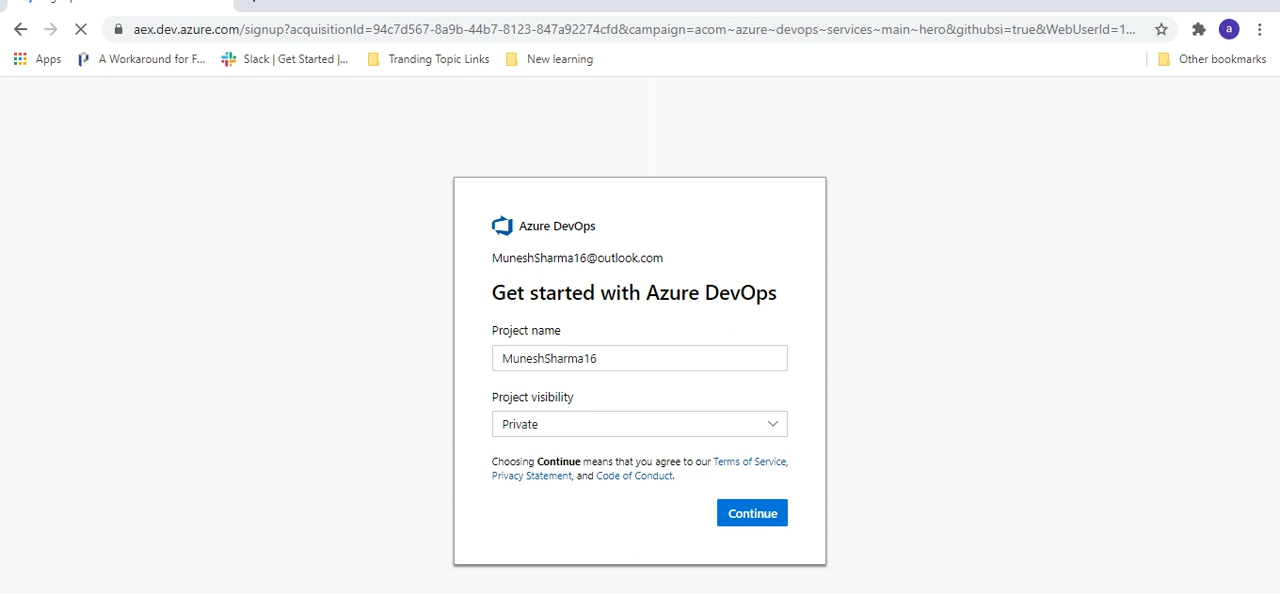 aex.dev.azure.com/signup?acquisitionId=94c7d567-8a9b-44b7-8123-847a92274cfd&campaign=acom~azure~devops~services~main~hero&githubsi=true&WebUserId=1...
a
Apps
A Workaround for F...
Slack | Get Started |...
Tranding Topic Links
New learning
Other bookmarks
Azure DevOps
MuneshSharma16@outlook.com
Get started with Azure DevOps
Project name
MuneshSharma16
Project visibility
Private
Choosing Continue means that you agree to our Terms of Service,
Privacy Statement, and Code of Conduct.
Continue